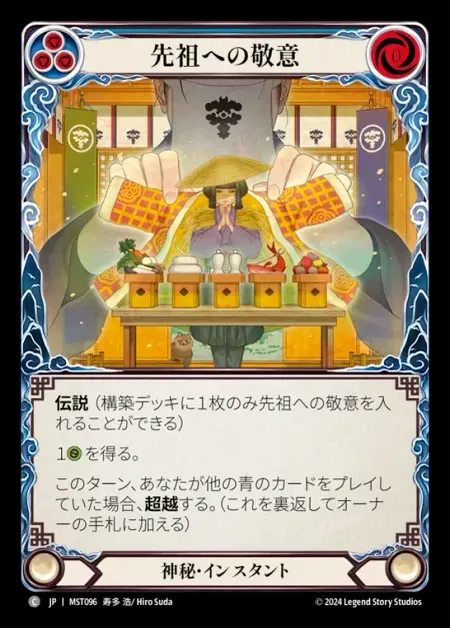 先祖への敬意
0
伝説 (構築デッキに1枚のみ先祖への敬意を入
れることができる)
1を得る。
このターン、あなたが他の青のカードをプレイし
ていた場合、超越する。(これを裏返してオーナ
ーの手札に加える)
神秘・インスタント
C JP | MST096 寿多 浩/ Hiro Suda
© 2024 Legend Story Studios